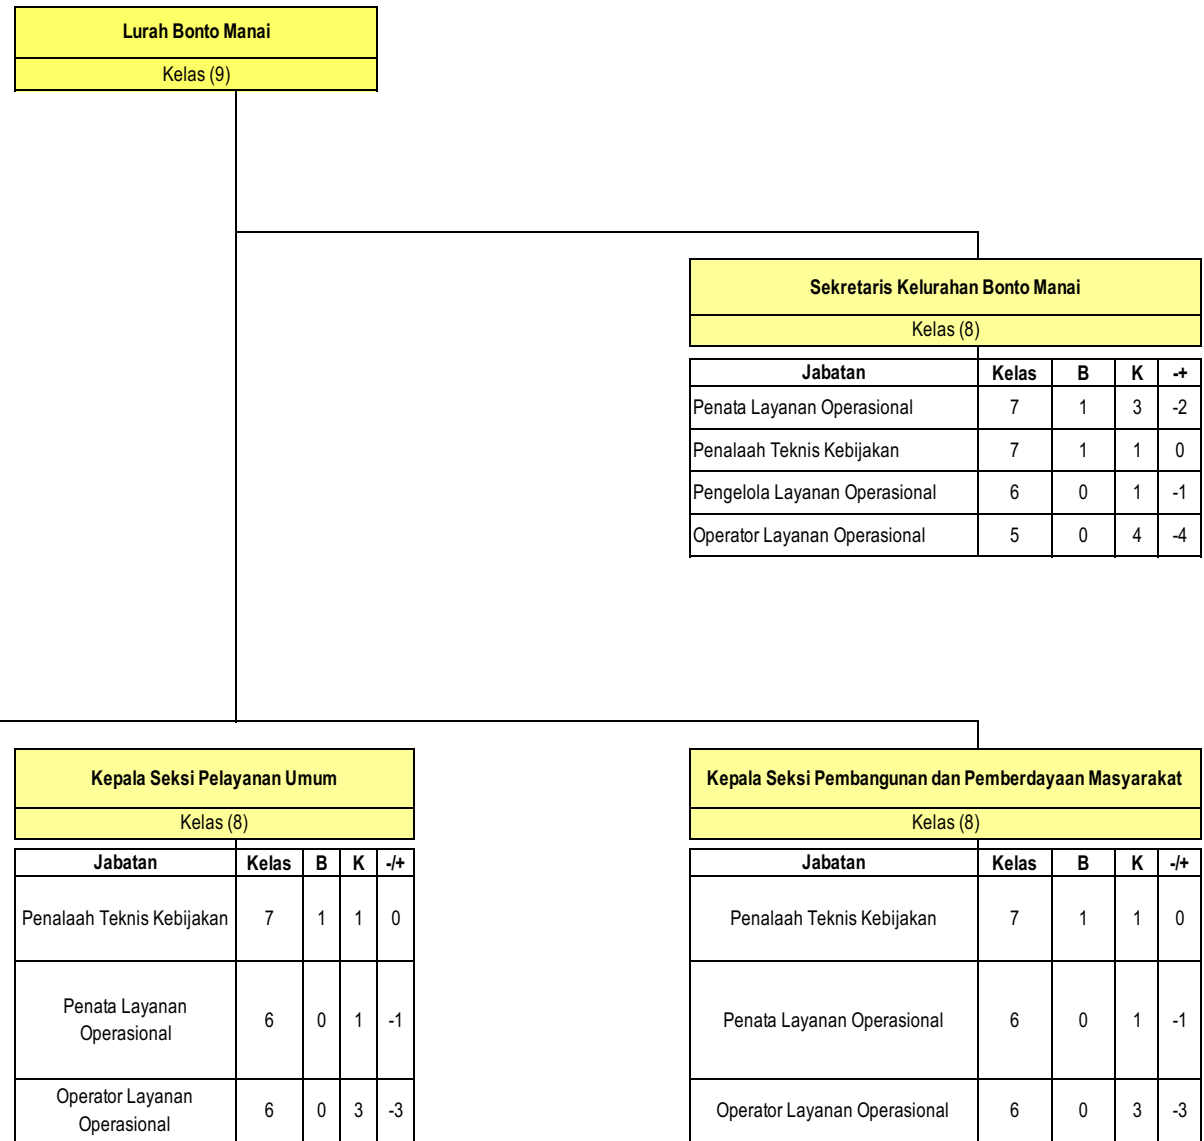 Lurah Bonto Manai
Kelas (9)
Sekretaris Kelurahan Bonto Manai
Kelas (8)
Jabatan Kelas B K -+
Penata Layanan Operasional 7 1 3 -2
Penalaah Teknis Kebijakan 7 1 1 0
Pengelola Layanan Operasional 6 0 1 -1
Operator Layanan Operasional 5 0 4 -4
Kepala Seksi Pelayanan Umum
Kelas (8)
Jabatan Kelas B K -/+
Penalaah Teknis Kebijakan 7 1 1 0
Penata Layanan
Operasional 6 0 1 -1
Operator Layanan
Operasional 6 0 3 -3
Kepala Seksi Pembangunan dan Pemberdayaan Masyarakat
Kelas (8)
Jabatan Kelas B K -/+
Penalaah Teknis Kebijakan 7 1 1 0
Penata Layanan Operasional 6 0 1 -1
Operator Layanan Operasional 6 0 3 -3